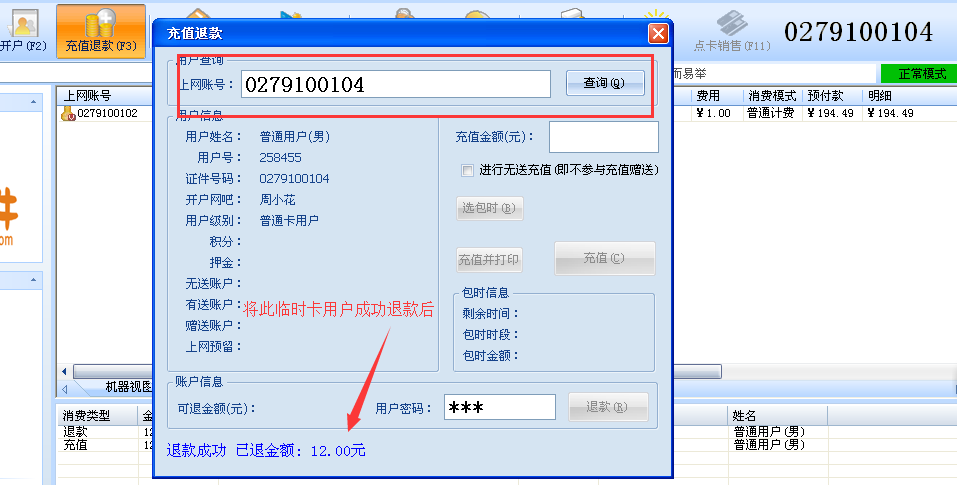 开户(F2)
充值退款(F3)
点卡销售(F11)
0279100104
而易举
正常模式
上网账号
费用
消费模式
预付款
明细
0279100102
￥1.00
普通计费
￥194.49
￥194.49
充值退款
用户查询
上网账号：
0279100104
查询(Q)
用户信息
用户姓名：
普通用户(男)
用户号：
258455
证件号码：
0279100104
开户网吧：
周小花
用户级别：
普通卡用户
积分：
押金：
无送账户：
有送账户：
赠送账户：
上网预留：
将此临时卡用户成功退款后
充值金额(元)：
进行无送充值(即不参与充值赠送)
选包时(B)
充值并打印
充值(C)
包时信息
剩余时间：
包时时段：
包时金额：
账户信息
可退金额(元)：
用户密码：
***
退款(R)
退款成功 已退金额：12.00元
com
机器视图
消费类型
金
姓名
退款
12
普通用户(男)
充值
12
普通用户(男)